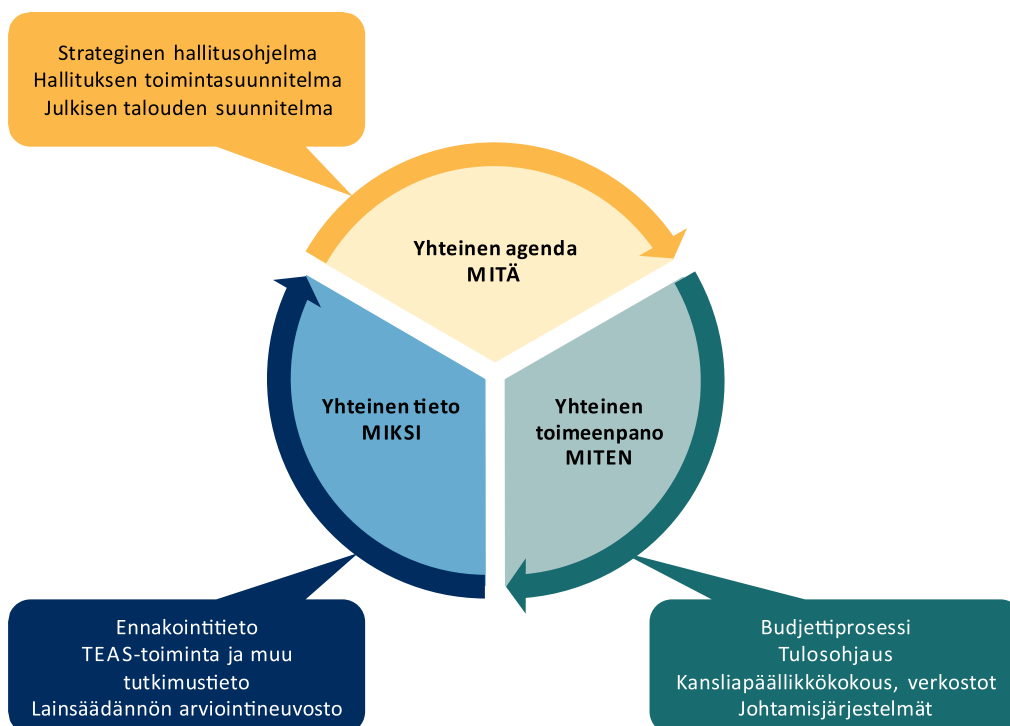 Strateginen hallitusohjelma
Hallituksen toimintasuunnitelma
Julkisen talouden suunnitelma
Yhteinen agenda
MITÄ
Yhteinen tieto
MIKSI
Yhteinen
toimeenpano
MITEN
Ennakointitieto
TEAS-toiminta ja muu
tutkimustieto
Lainsäädännön arviointineuvosto
Budjettiprosessi
Tulosohjaus
Kansliapäällikkökokous, verkostot
Johtamisjärjestelmät